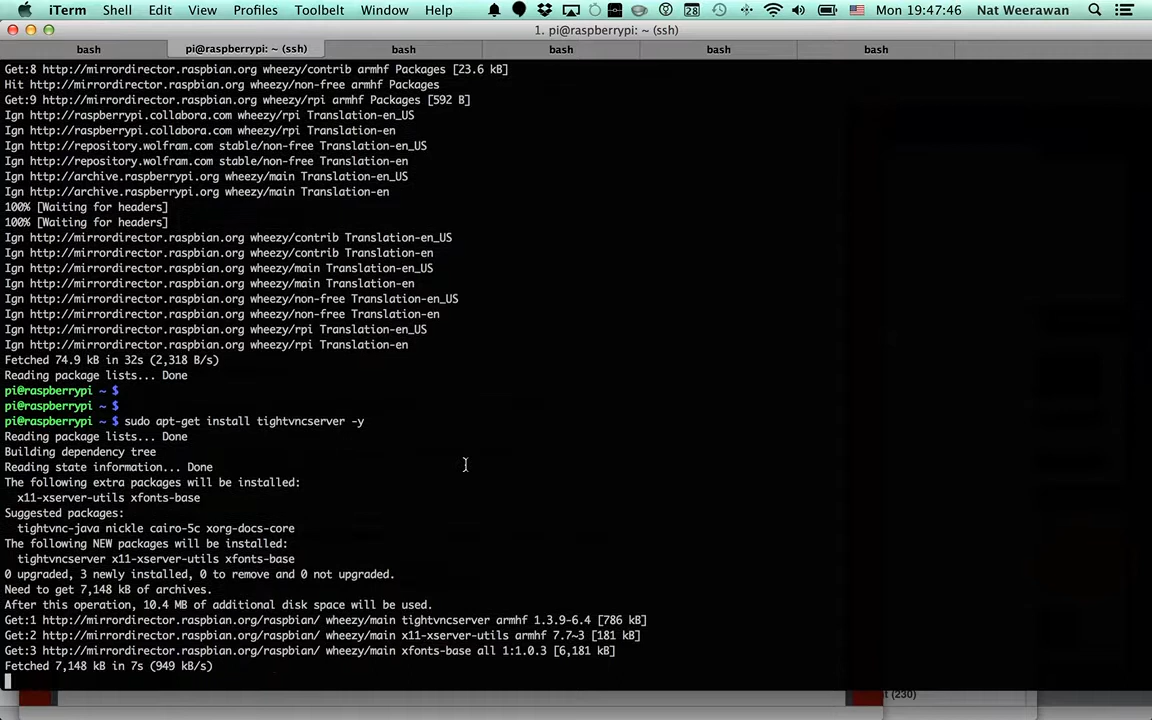 iTerm Shell Edit View Profiles Toolbelt Window Help 28 Mon 19:47:46 Nat Weerawan
1. pi@raspberrypi: ~ (ssh)
bash pi@raspberrypi: ~ (ssh) bash bash bash bash
Get:8 http://mirrordirector.raspbian.org wheezy/contrib armhf Packages [23.6 kB]
Hit http://mirrordirector.raspbian.org wheezy/non-free armhf Packages
Get:9 http://mirrordirector.raspbian.org wheezy/rpi armhf Packages [592 B]
Ign http://raspberrypi.collabora.com wheezy/rpi Translation-en_US
Ign http://raspberrypi.collabora.com wheezy/rpi Translation-en
Ign http://repository.wolfram.com stable/non-free Translation-en_US
Ign http://repository.wolfram.com stable/non-free Translation-en
Ign http://archive.raspberrypi.org wheezy/main Translation-en_US
Ign http://archive.raspberrypi.org wheezy/main Translation-en
100% [Waiting for headers]
100% [Waiting for headers]
Ign http://mirrordirector.raspbian.org wheezy/contrib Translation-en_US
Ign http://mirrordirector.raspbian.org wheezy/contrib Translation-en
Ign http://mirrordirector.raspbian.org wheezy/main Translation-en_US
Ign http://mirrordirector.raspbian.org wheezy/main Translation-en
Ign http://mirrordirector.raspbian.org wheezy/non-free Translation-en_US
Ign http://mirrordirector.raspbian.org wheezy/non-free Translation-en
Ign http://mirrordirector.raspbian.org wheezy/rpi Translation-en_US
Ign http://mirrordirector.raspbian.org wheezy/rpi Translation-en
Fetched 74.9 kB in 32s (2,318 B/s)
Reading package lists... Done
pi@raspberrypi ~ $
pi@raspberrypi ~ $
pi@raspberrypi ~ $ sudo apt-get install tightvncserver -y
Reading package lists... Done
Building dependency tree
Reading state information... Done
The following extra packages will be installed:
x11-xserver-utils xfonts-base
Suggested packages:
tightvnc-java nickle cairo-5c xorg-docs-core
The following NEW packages will be installed:
tightvncserver x11-xserver-utils xfonts-base
0 upgraded, 3 newly installed, 0 to remove and 0 not upgraded.
Need to get 7,148 kB of archives.
After this operation, 10.4 MB of additional disk space will be used.
Get:1 http://mirrordirector.raspbian.org/raspbian/ wheezy/main tightvncserver armhf 1.3.9-6.4 [786 kB]
Get:2 http://mirrordirector.raspbian.org/raspbian/ wheezy/main x11-xserver-utils armhf 7.7~3 [181 kB]
Get:3 http://mirrordirector.raspbian.org/raspbian/ wheezy/main xfonts-base all 1:1.0.3 [6,181 kB]
Fetched 7,148 kB in 7s (949 kB/s)
(230)